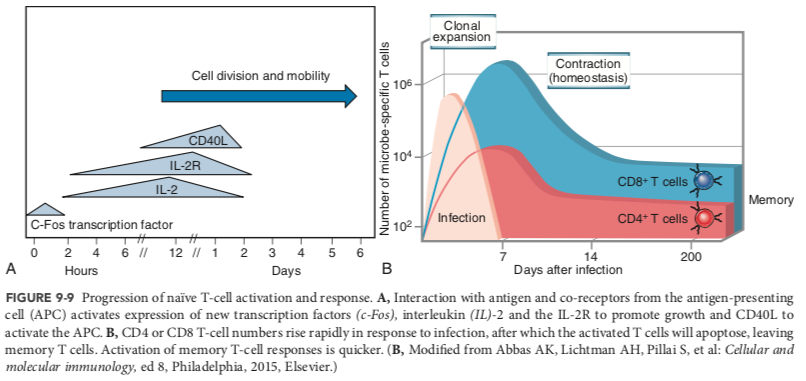 Cell division and mobility
CD40L
IL-2R
IL-2
C-Fos transcription factor
0 2 4 6 // 12 // 1 2 3 4 5 6
Hours Days
A
Clonal
expansion
Contraction
(homeostasis)
Number of microbe-specific T cells
10⁶
10⁴
10²
CD8⁺ T cells
CD4⁺ T cells
Memory
Infection
7 14 200
Days after infection
B
FIGURE 9-9 Progression of naïve T-cell activation and response. A, Interaction with antigen and co-receptors from the antigen-presenting
cell (APC) activates expression of new transcription factors (c-Fos), interleukin (IL)-2 and the IL-2R to promote growth and CD40L to
activate the APC. B, CD4 or CD8 T-cell numbers rise rapidly in response to infection, after which the activated T cells will apoptose, leaving
memory T cells. Activation of memory T-cell responses is quicker. (B, Modified from Abbas AK, Lichtman AH, Pillai S, et al: Cellular and
molecular immunology, ed 8, Philadelphia, 2015, Elsevier.)